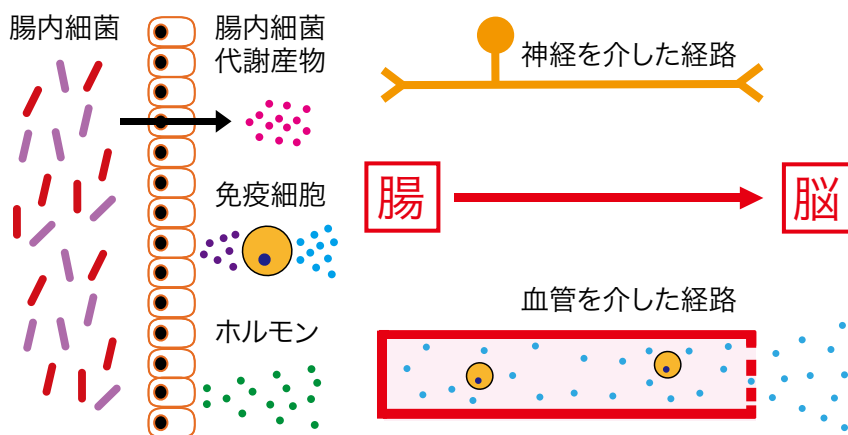 腸内細菌
腸内細菌
代謝産物
免疫細胞
ホルモン
神経を介した経路
腸
脳
血管を介した経路